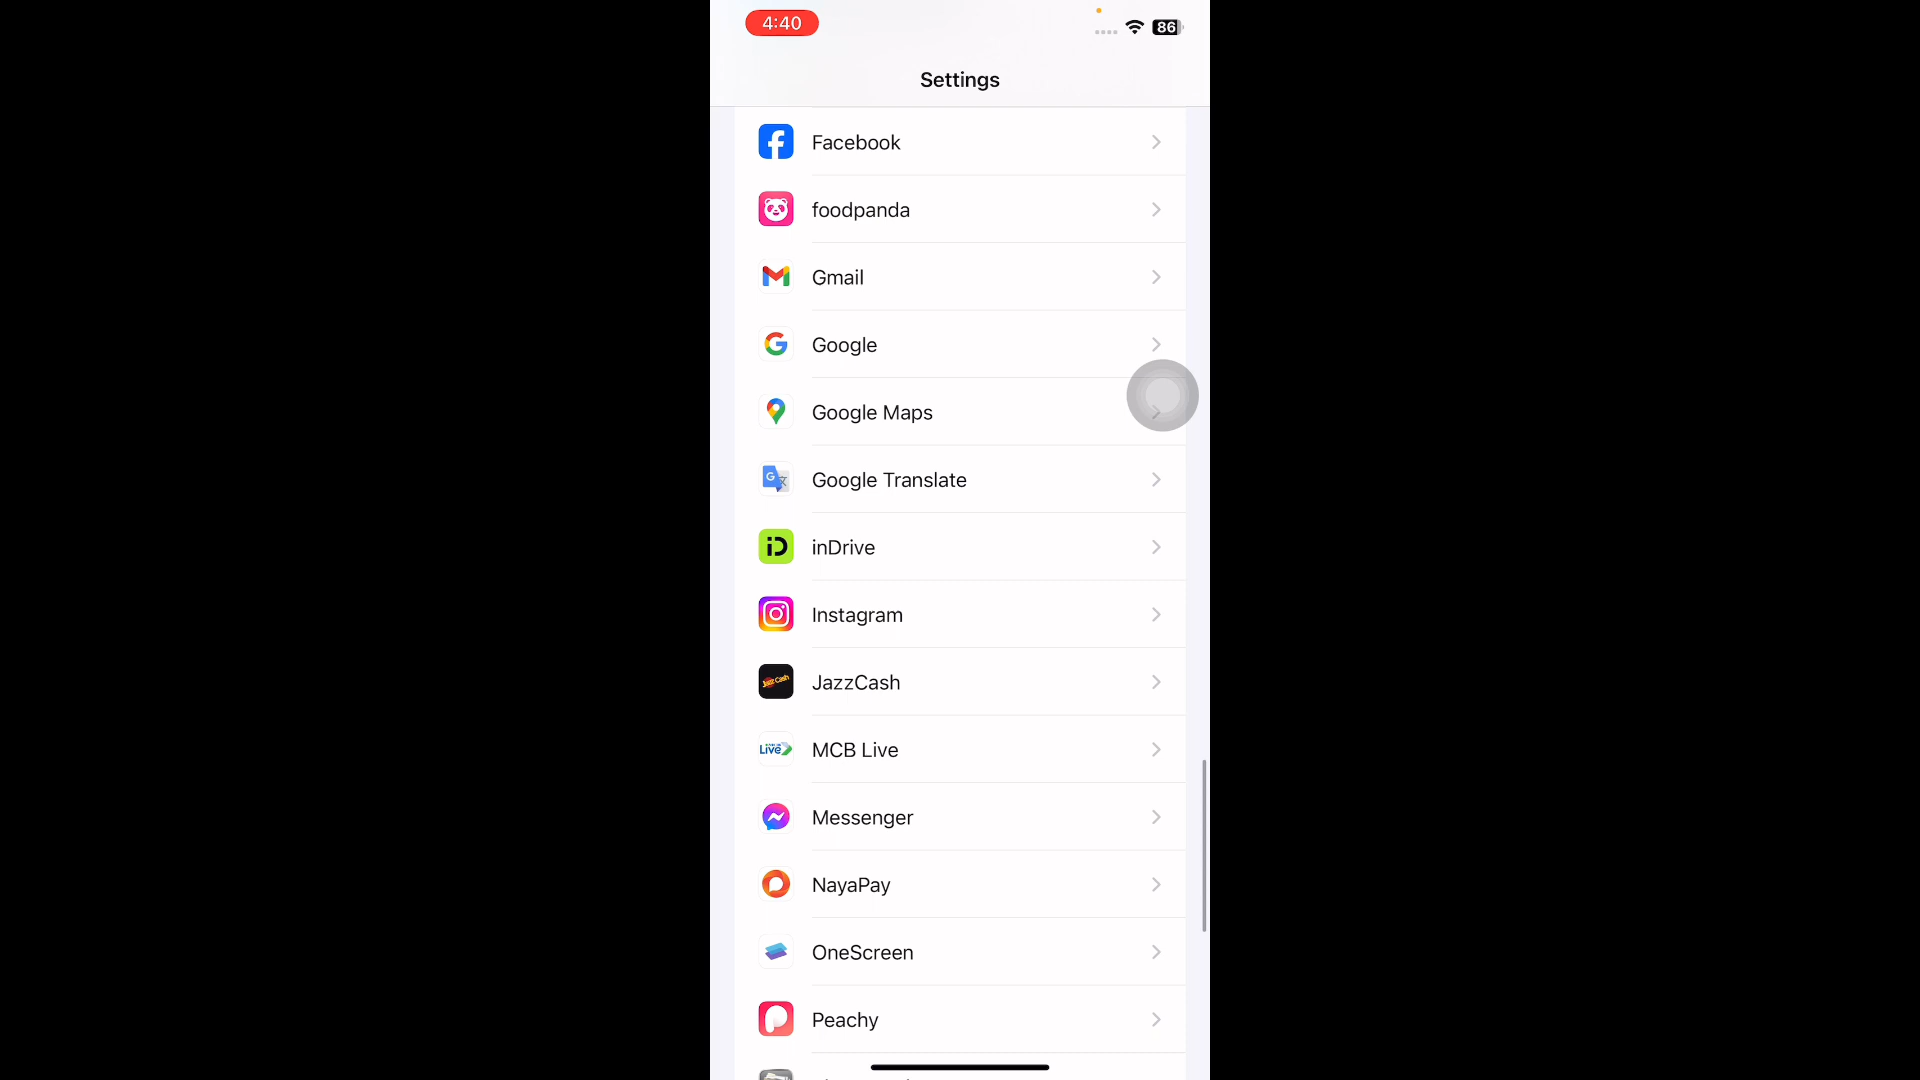 4:40
86
Settings
Facebook
foodpanda
Gmail
Google
Google Maps
Google Translate
inDrive
Instagram
JazzCash
MCB Live
Live
Messenger
NayaPay
OneScreen
Peachy